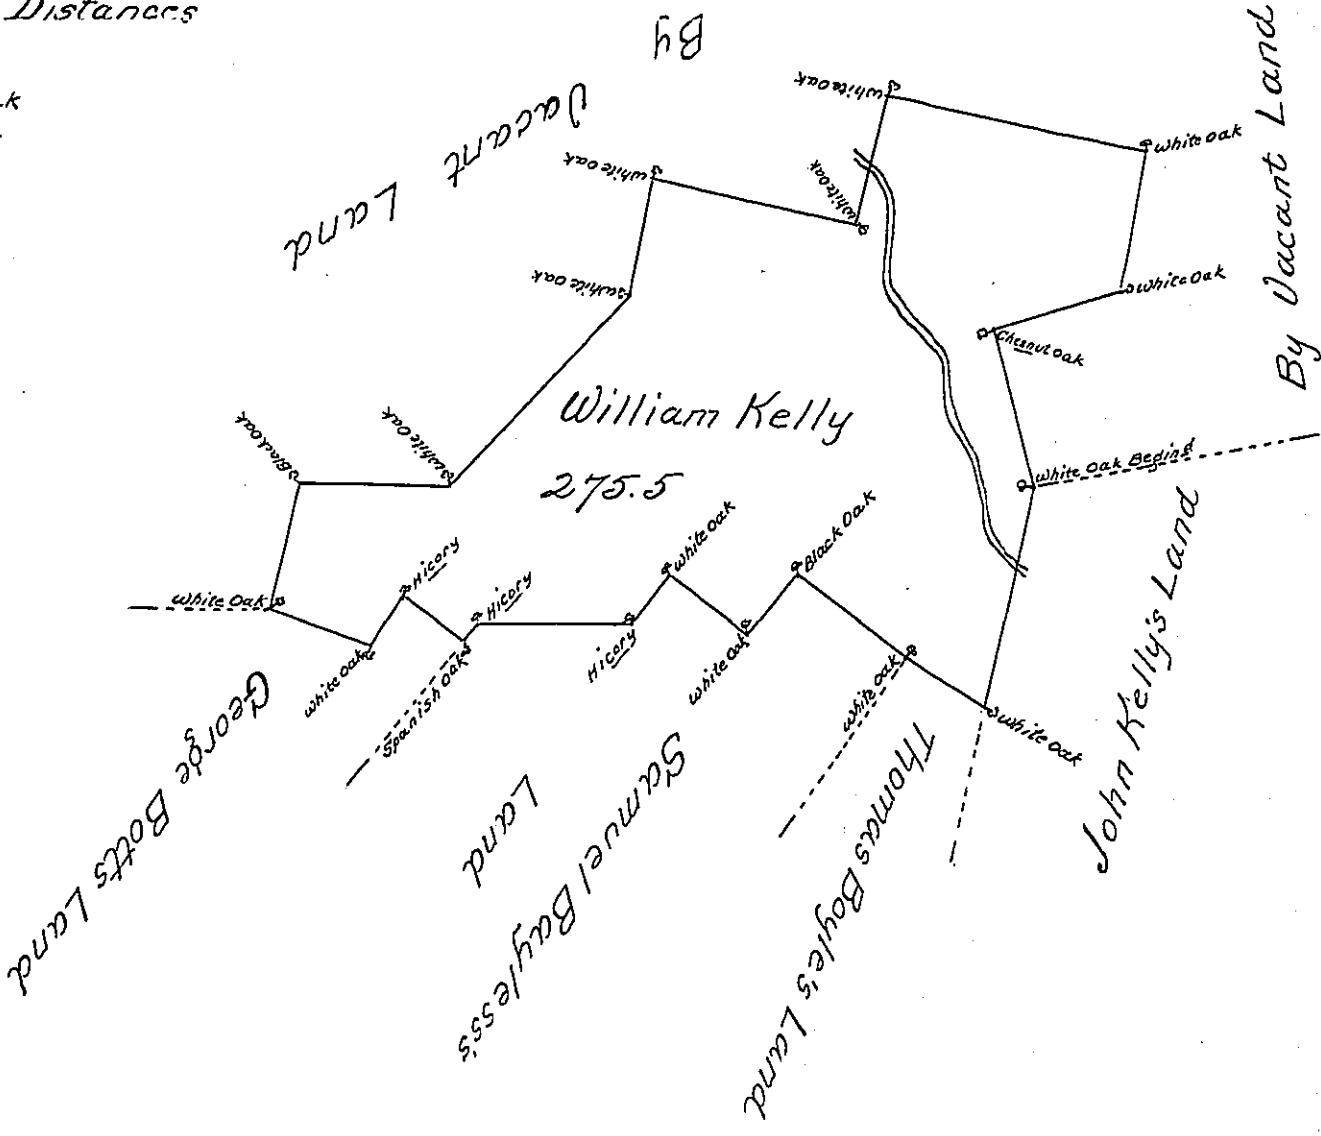 Distances
By
Vacant
Land
White Oak
White Oak
White Oak
White Oak
White Oak
White Oak
Chesnut Oak
By Vacant Land
Black Oak
White Oak
William Kelly
275.5
White Oak Begind
White Oak
Hicory
Hicory
White Oak
Black Oak
White Oak
Spanish Oak
Hicory
White Oak
White Oak
White Oak
George Botts Land
Samuel Bayless's
Land
Thomas Boyle's Land
John Kelly's Land